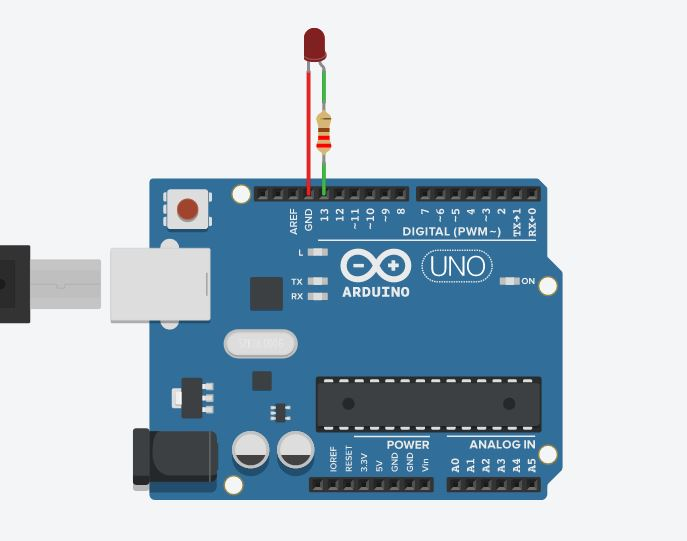 AREF
GND
13
12
~11
~10
~9
8
7
~6
~5
4
~3
2
TX→1
RX←0
DIGITAL (PWM ~)
L
TX
RX
ARDUINO
UNO
ON
POWER
ANALOG IN
IOREF
RESET
3.3V
5V
GND
GND
Vin
A0
A1
A2
A3
A4
A5